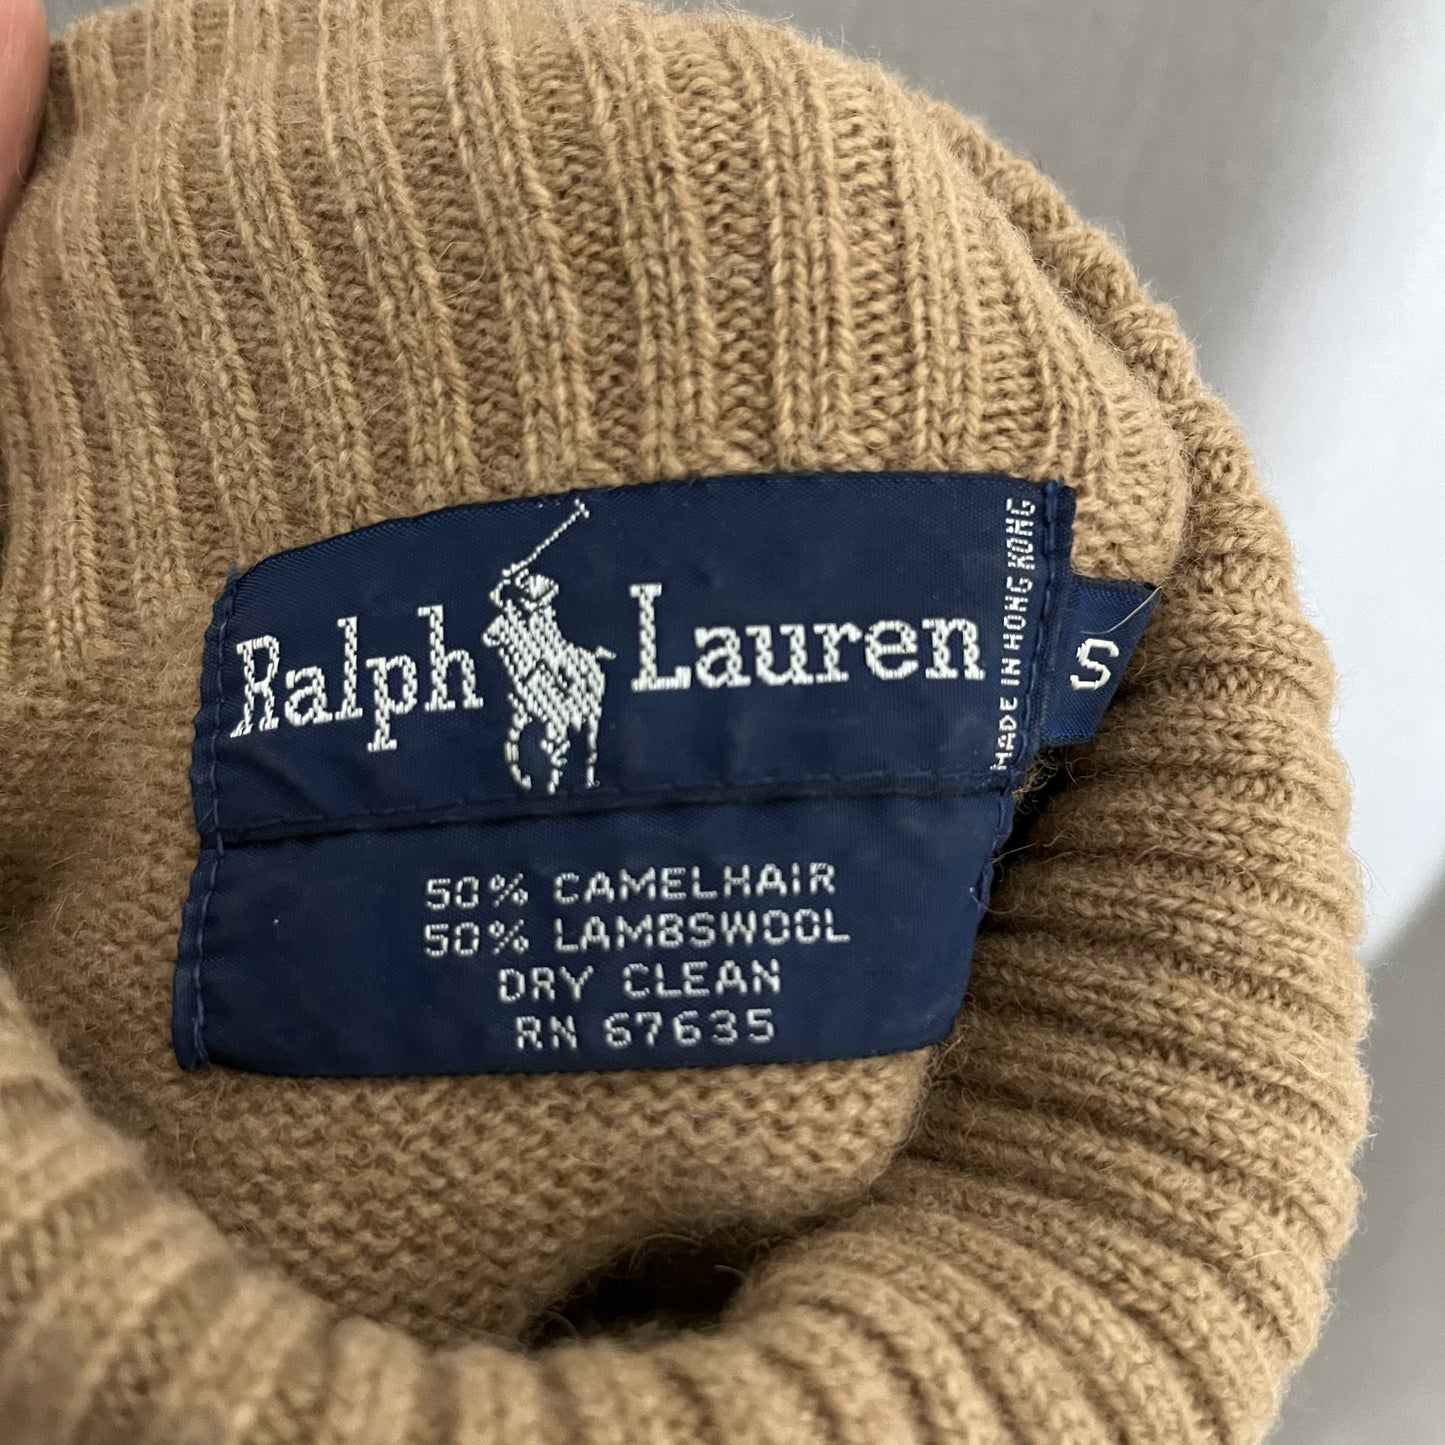 Ralph Lauren
MADE IN HONG KONG
S
50% CAMELHAIR
50% LAMBSWOOL
DRY CLEAN
RN 67635